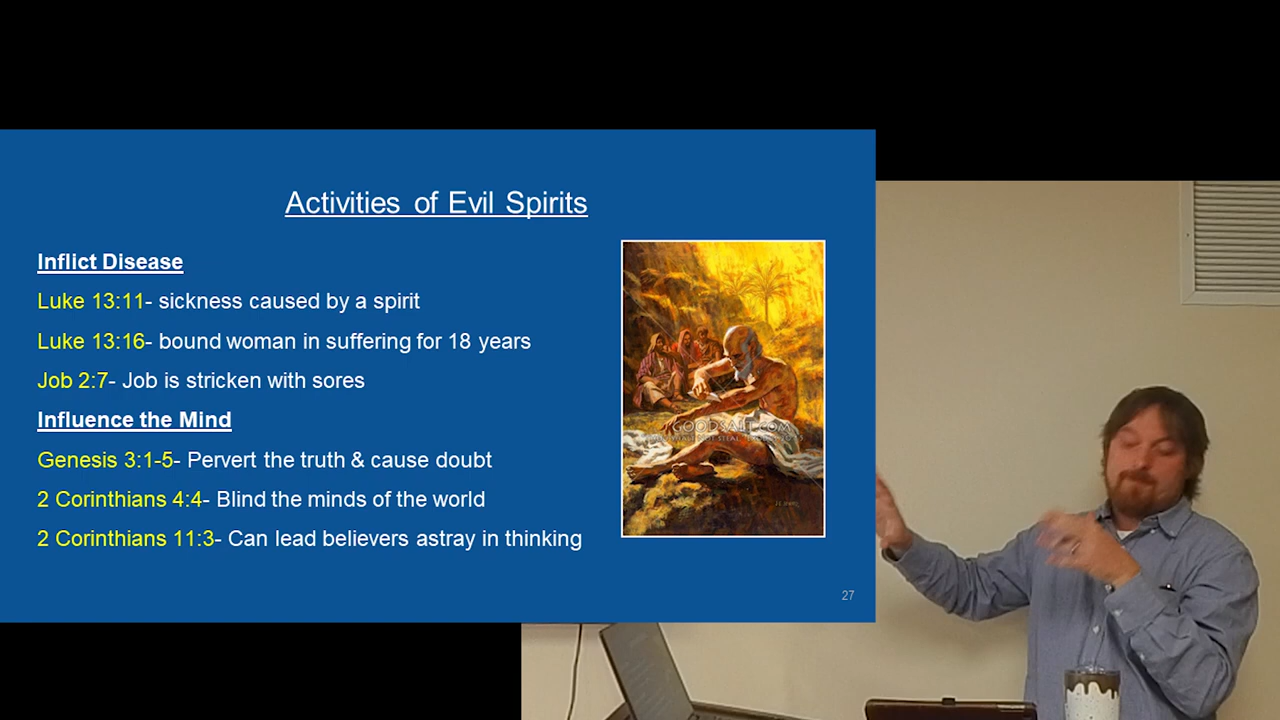 Activities of Evil Spirits
Inflict Disease
Luke 13:11- sickness caused by a spirit
Luke 13:16- bound woman in suffering for 18 years
Job 2:7- Job is stricken with sores
Influence the Mind
Genesis 3:1-5- Pervert the truth & cause doubt
2 Corinthians 4:4- Blind the minds of the world
2 Corinthians 11:3- Can lead believers astray in thinking
GOODSALT.COM
27